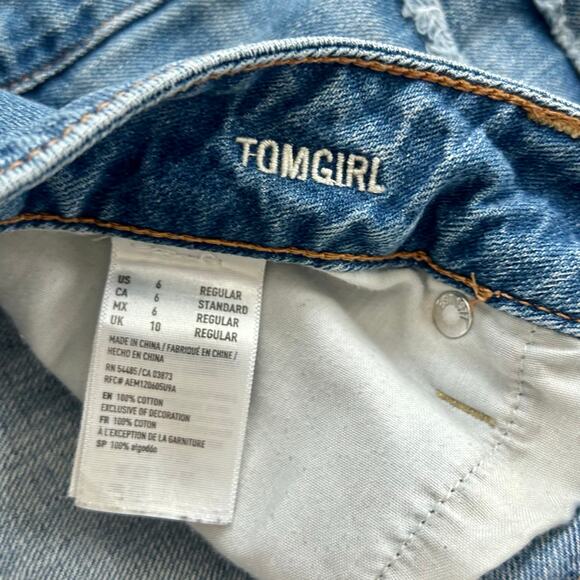 TOMGIRL
US 6 REGULAR
CA 6 STANDARD
MX 6 REGULAR
UK 10 REGULAR
MADE IN CHINA / FABRIQUÉ EN CHINE /
HECHO EN CHINA
RN 54485/CA 03873
RFC# AEM120605U9A
EN 100% COTTON
EXCLUSIVE OF DECORATION
FR 100% COTON
À L'EXCEPTION DE LA GARNITURE
SP 100% algodón